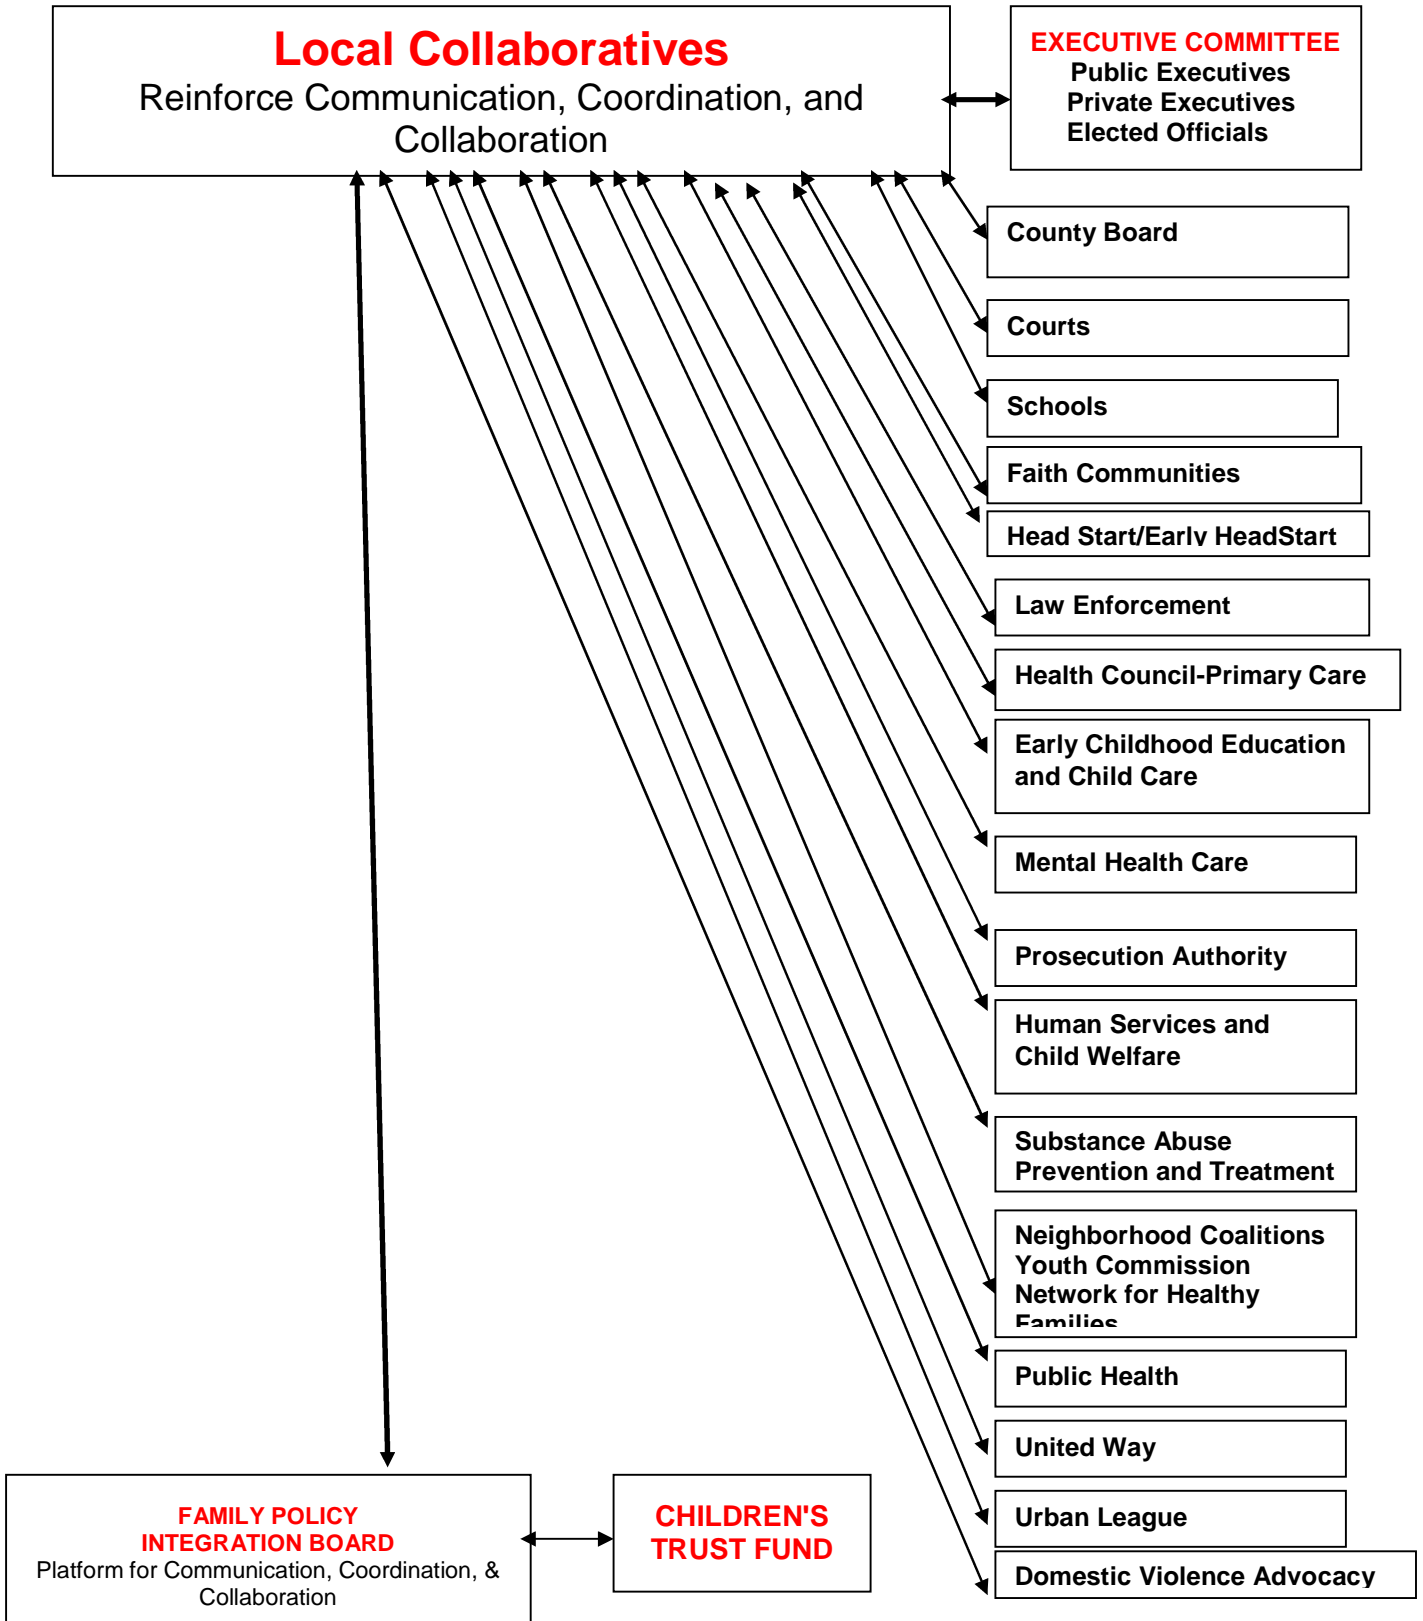 Local Collaboratives
Reinforce Communication, Coordination, and
Collaboration
EXECUTIVE COMMITTEE
Public Executives
Private Executives
Elected Officials
County Board
Courts
Schools
Faith Communities
Head Start/Early HeadStart
Law Enforcement
Health Council-Primary Care
Early Childhood Education
and Child Care
Mental Health Care
Prosecution Authority
Human Services and
Child Welfare
Substance Abuse
Prevention and Treatment
Neighborhood Coalitions
Youth Commission
Network for Healthy
Families
Public Health
United Way
Urban League
Domestic Violence Advocacy
FAMILY POLICY
INTEGRATION BOARD
Platform for Communication, Coordination, &
Collaboration
CHILDREN'S
TRUST FUND